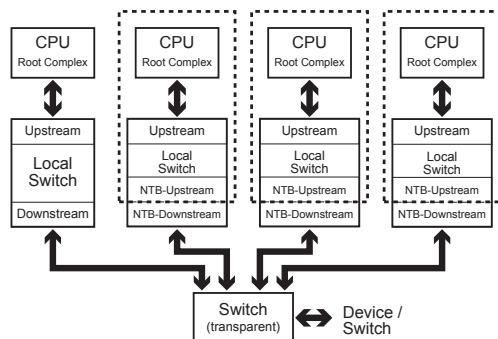 CPU
Root Complex
Upstream
Local
Switch
Downstream
CPU
Root Complex
Upstream
Local
Switch
NTB-Upstream
NTB-Downstream
CPU
Root Complex
Upstream
Local
Switch
NTB-Upstream
NTB-Downstream
CPU
Root Complex
Upstream
Local
Switch
NTB-Upstream
NTB-Downstream
Switch
(transparent)
Device /
Switch